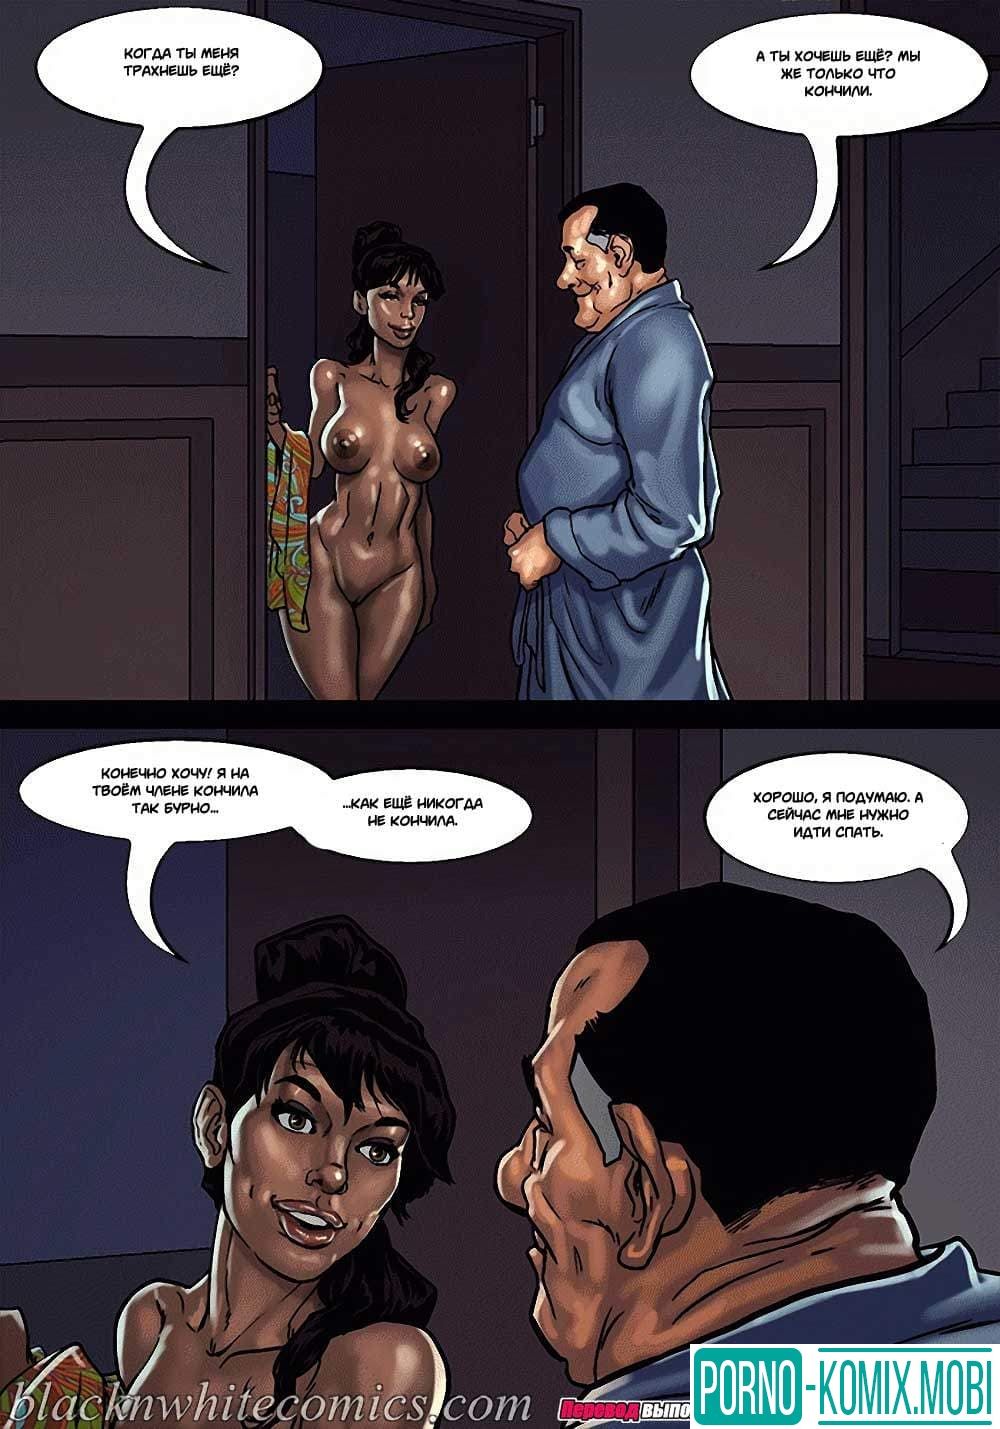 КОГДА ТЫ МЕНЯ
ТРАХНЕШЬ ЕЩЁ?
А ТЫ ХОЧЕШЬ ЕЩЁ? МЫ
ЖЕ ТОЛЬКО ЧТО
КОНЧИЛИ.
КОНЕЧНО ХОЧУ! Я НА
ТВОЁМ ЧЛЕНЕ КОНЧИЛА
ТАК БУРНО...
...КАК ЕЩЁ НИКОГДА
НЕ КОНЧИЛА.
ХОРОШО, Я ПОДУМАЮ. А
СЕЙЧАС МНЕ НУЖНО
ИДТИ СПАТЬ.
blacknwhitecomics.com
Перевод
PORNO-KOMIX.MOBI